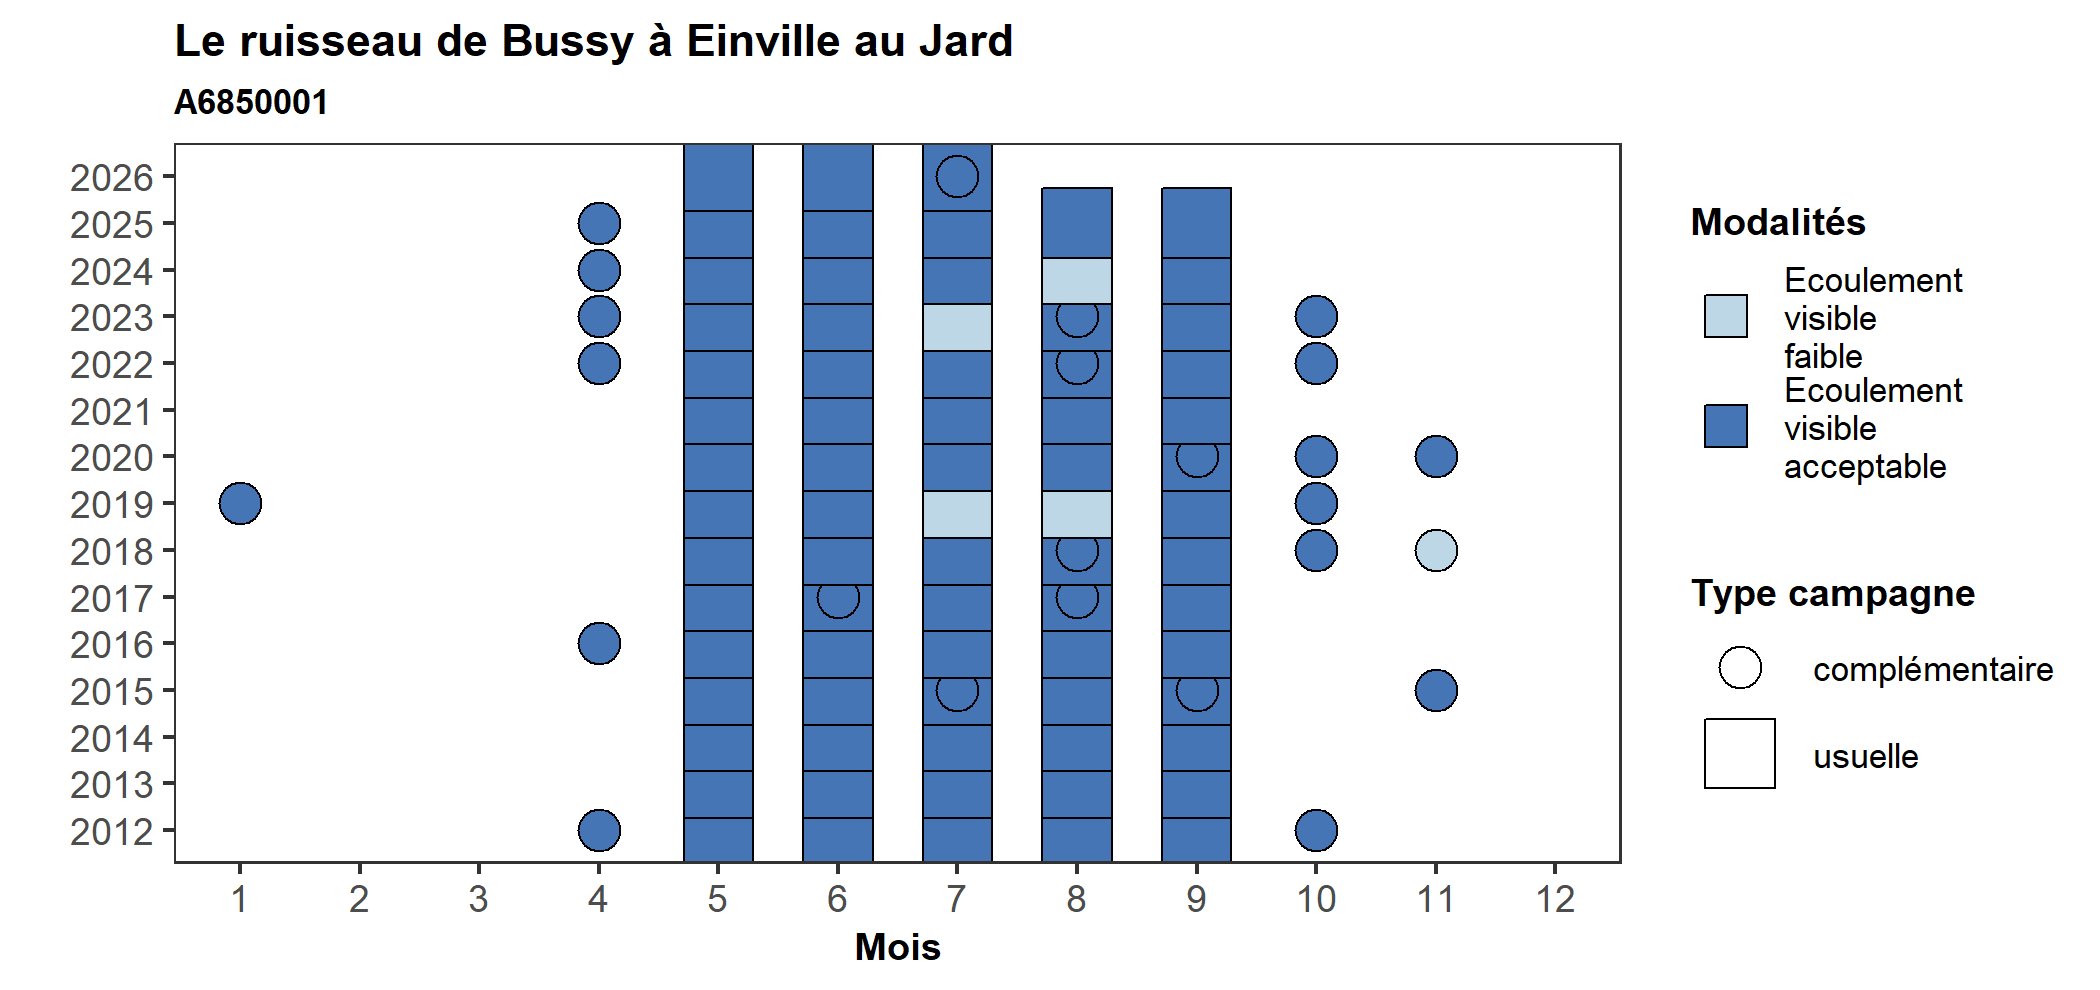 Le ruisseau de Bussy à Einville au Jard
A6850001
2026
2025
2024
2023
2022
2021
2020
2019
2018
2017
2016
2015
2014
2013
2012
1 2 3 4 5 6 7 8 9 10 11 12
Mois
Modalités
Ecoulement
visible
faible
Ecoulement
visible
acceptable
Type campagne
complémentaire
usuelle